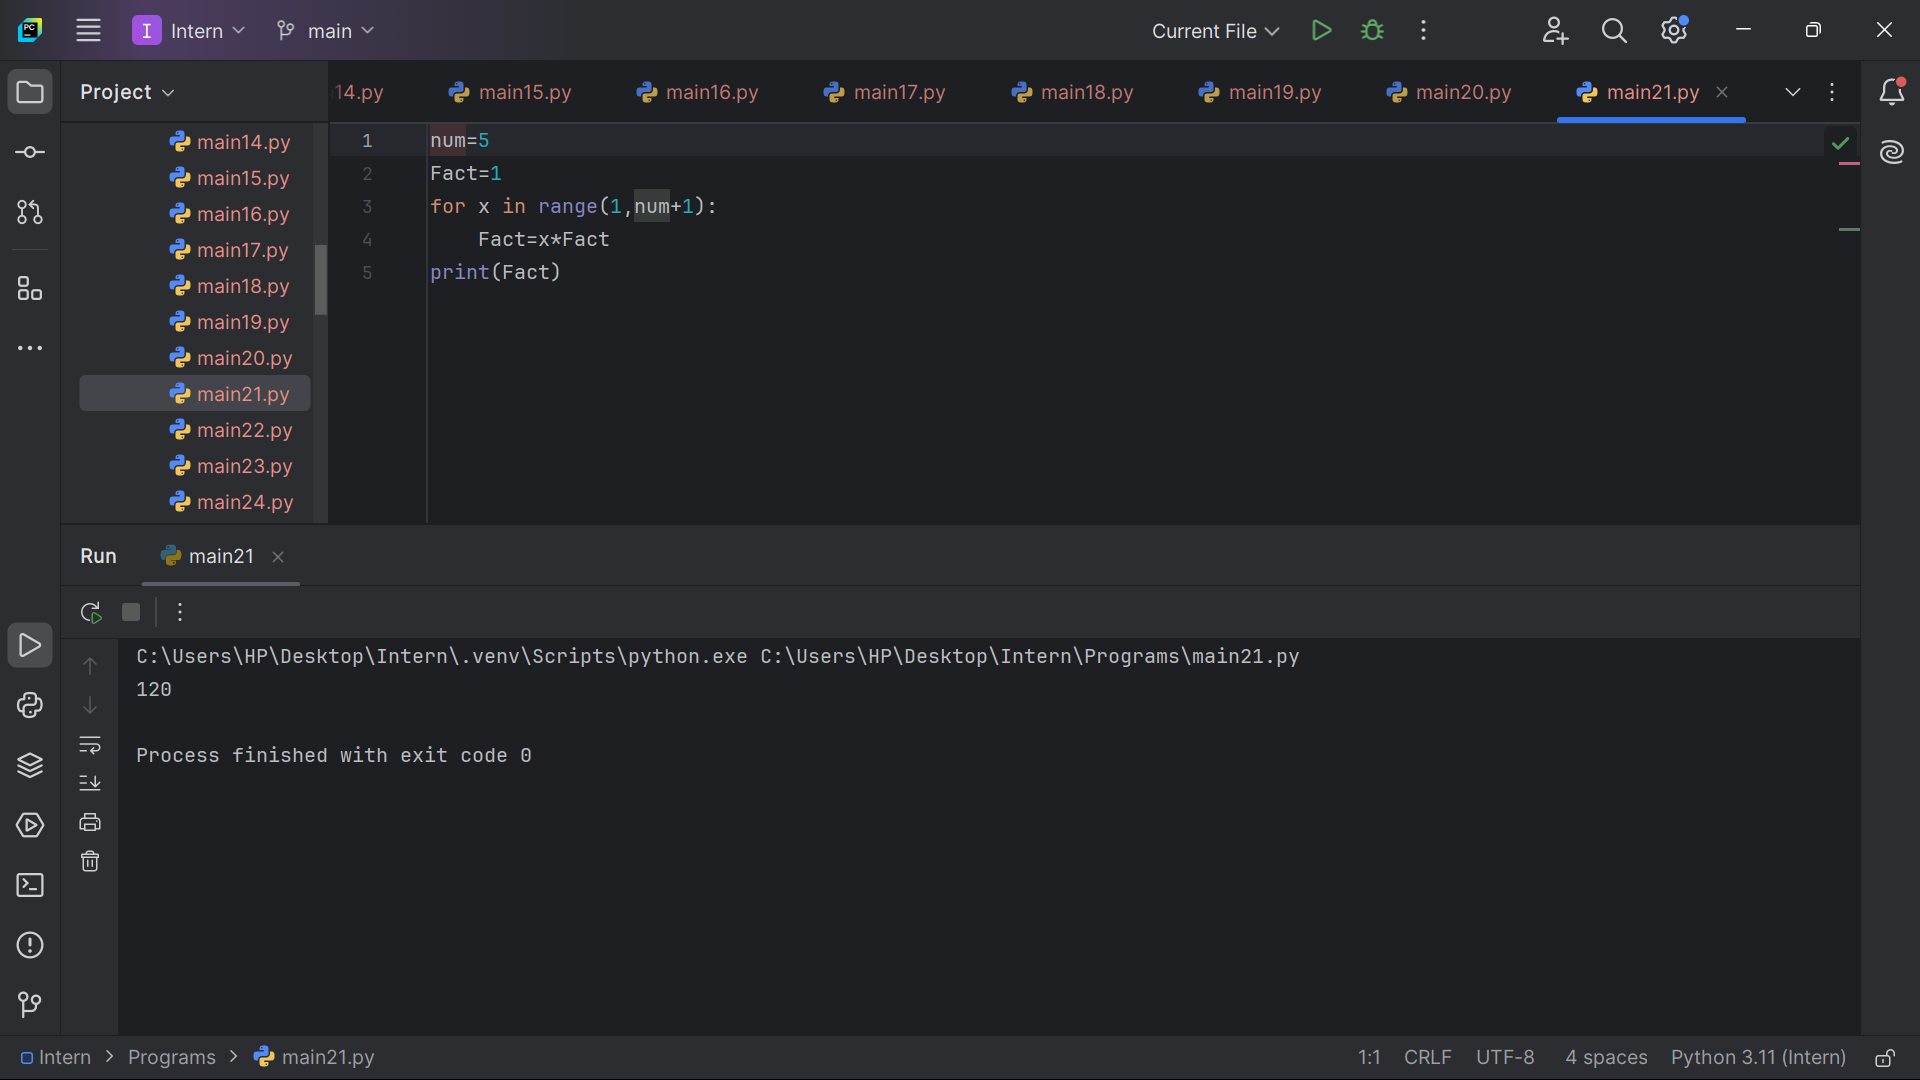 PC
I Intern main Current File
Project
14.py main15.py main16.py main17.py main18.py main19.py main20.py main21.py
main14.py
main15.py
main16.py
main17.py
main18.py
main19.py
main20.py
main21.py
main22.py
main23.py
main24.py
1 num=5
2 Fact=1
3 for x in range(1,num+1):
4     Fact=x*Fact
5 print(Fact)
Run main21
C:\Users\HP\Desktop\Intern\.venv\Scripts\python.exe C:\Users\HP\Desktop\Intern\Programs\main21.py
120
Process finished with exit code 0
Intern > Programs > main21.py 1:1 CRLF UTF-8 4 spaces Python 3.11 (Intern)